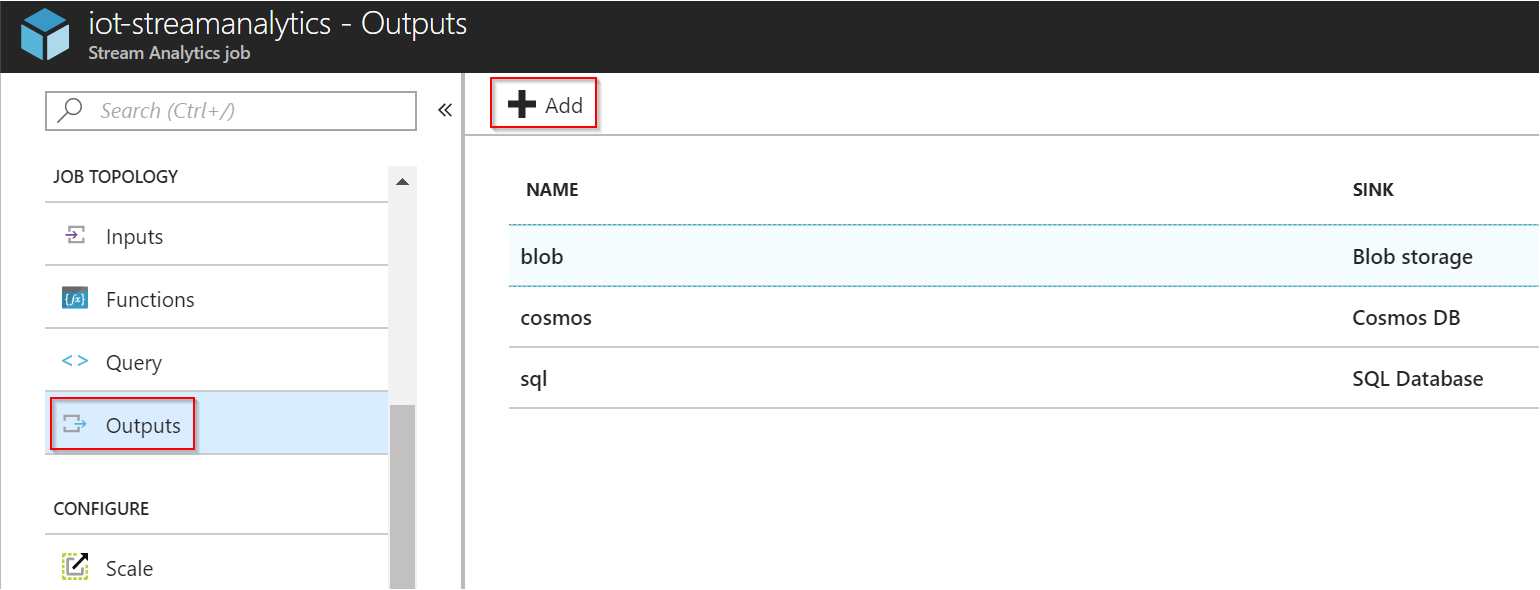 iot-streamanalytics - Outputs
Stream Analytics job
Search (Ctrl+/)
«
Add
JOB TOPOLOGY
Inputs
{fx} Functions
<> Query
Outputs
CONFIGURE
Scale
NAME SINK
blob Blob storage
cosmos Cosmos DB
sql SQL Database